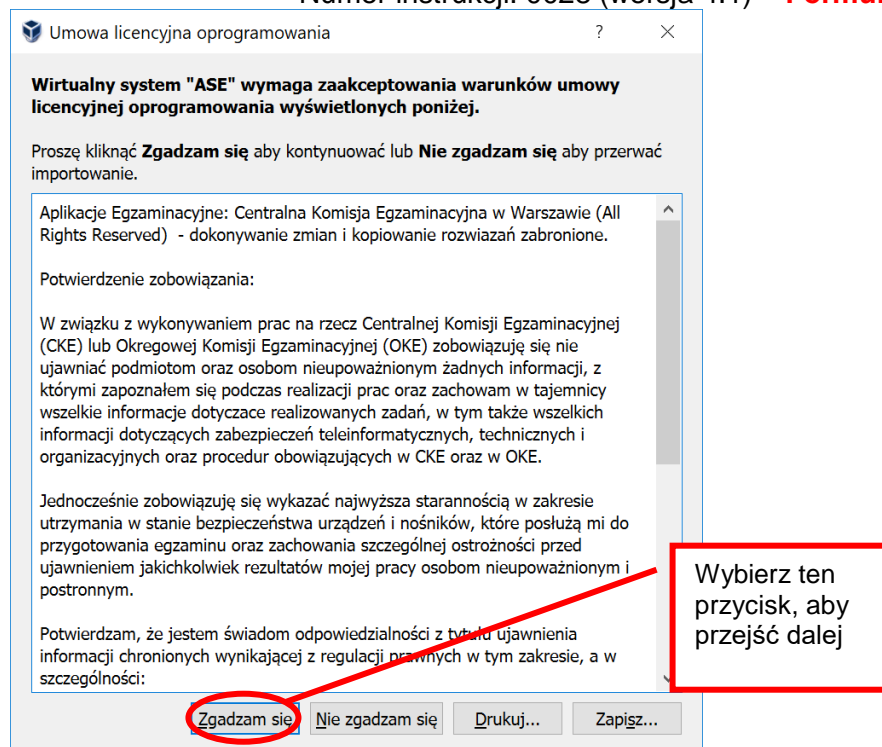 Umowa licencyjna oprogramowania ? ×
Wirtualny system "ASE" wymaga zaakceptowania warunków umowy
licencyjnej oprogramowania wyświetlonych poniżej.
Proszę kliknąć Zgadzam się aby kontynuować lub Nie zgadzam się aby przerwać
importowanie.
Aplikacje Egzaminacyjne: Centralna Komisja Egzaminacyjna w Warszawie (All
Rights Reserved) - dokonywanie zmian i kopiowanie rozwiazań zabronione.
Potwierdzenie zobowiązania:
W związku z wykonywaniem prac na rzecz Centralnej Komisji Egzaminacyjnej
(CKE) lub Okregowej Komisji Egzaminacyjnej (OKE) zobowiązuję się nie
ujawniać podmiotom oraz osobom nieupoważnionym żadnych informacji, z
którymi zapoznałem się podczas realizacji prac oraz zachowam w tajemnicy
wszelkie informacje dotyczace realizowanych zadań, w tym także wszelkich
informacji dotyczących zabezpieczeń teleinformatycznych, technicznych i
organizacyjnych oraz procedur obowiązujących w CKE oraz w OKE.
Jednocześnie zobowiązuję się wykazać najwyższa starannością w zakresie
utrzymania w stanie bezpieczeństwa urządzeń i nośników, które posłużą mi do
przygotowania egzaminu oraz zachowania szczególnej ostrożności przed
ujawnieniem jakichkolwiek rezultatów mojej pracy osobom nieupoważnionym i
postronnym.
Potwierdzam, że jestem świadom odpowiedzialności z tytułu ujawnienia
informacji chronionych wynikającej z regulacji prawnych w tym zakresie, a w
szczególności:
Wybierz ten
przycisk, aby
przejść dalej
Zgadzam się Nie zgadzam się Drukuj... Zapisz...